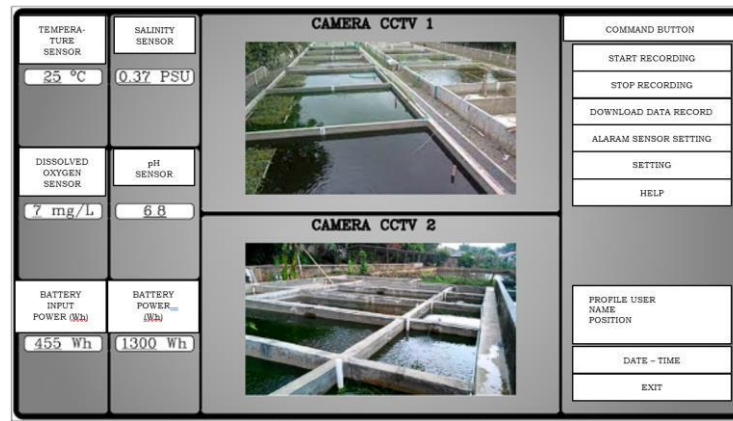 TEMPERA-
TURE
SENSOR
25 °C
SALINITY
SENSOR
0.37 PSU
DISSOLVED
OXYGEN
SENSOR
7 mg/L
pH
SENSOR
6.8
BATTERY
INPUT
POWER (Wh)
455 Wh
BATTERY
POWER
(Wh)
1300 Wh
CAMERA CCTV 1
CAMERA CCTV 2
COMMAND BUTTON
START RECORDING
STOP RECORDING
DOWNLOAD DATA RECORD
ALARAM SENSOR SETTING
SETTING
HELP
PROFILE USER
NAME
POSITION
DATE – TIME
EXIT